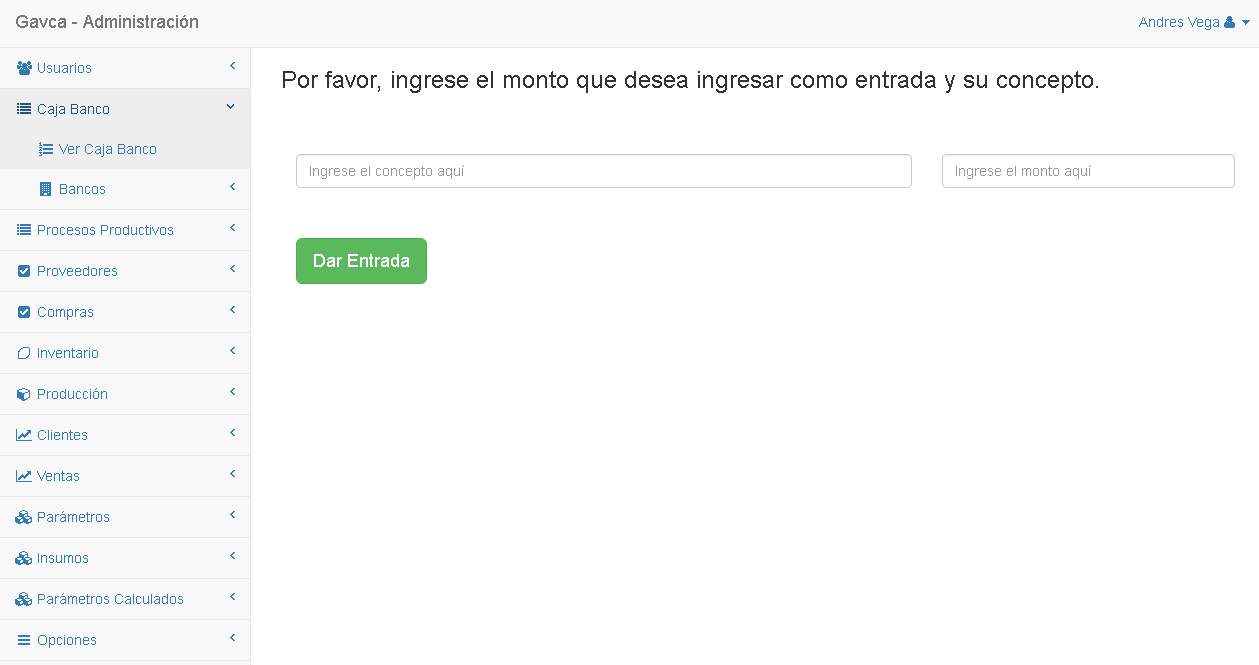 Gavca - Administración
Andres Vega
Usuarios
Caja Banco
Ver Caja Banco
Bancos
Procesos Productivos
Proveedores
Compras
Inventario
Producción
Clientes
Ventas
Parámetros
Insumos
Parámetros Calculados
Opciones
Por favor, ingrese el monto que desea ingresar como entrada y su concepto.
Ingrese el concepto aquí
Ingrese el monto aquí
Dar Entrada